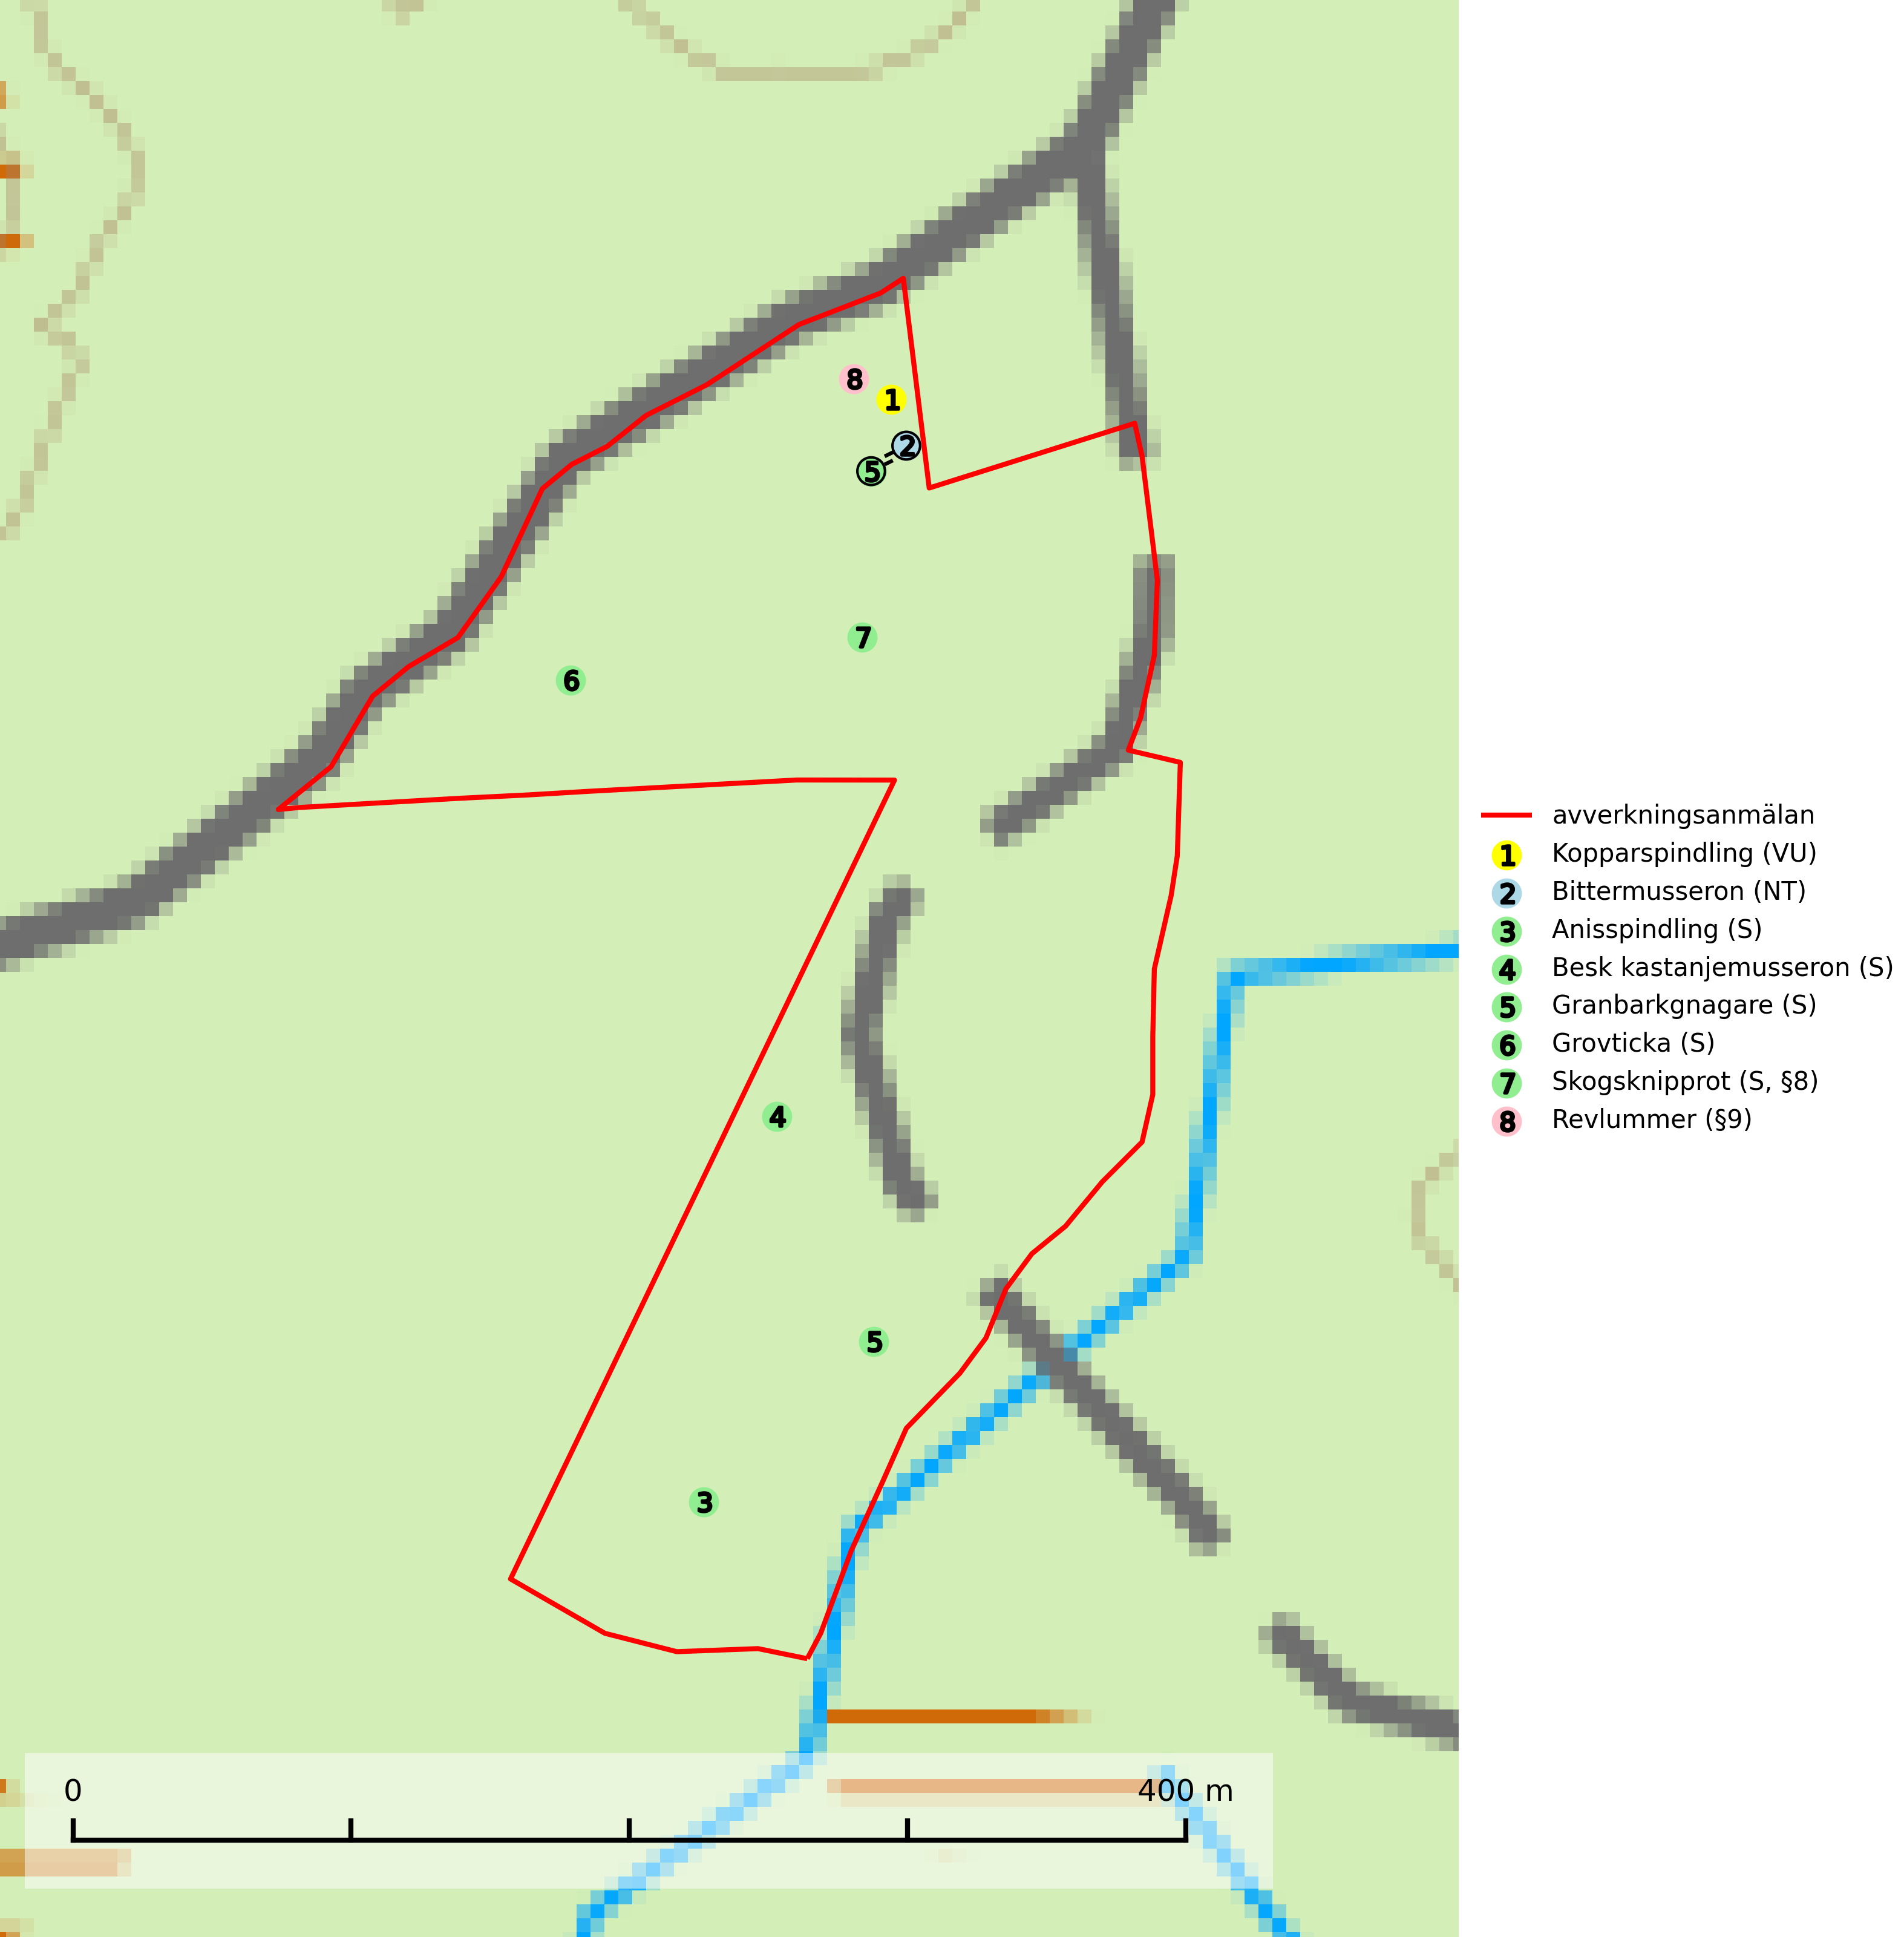 8
1
2
5
7
6
4
5
3
0 400 m
avverkningsanmälan
1 Kopparspindling (VU)
2 Bittermusseron (NT)
3 Anisspindling (S)
4 Besk kastanjemusseron (S)
5 Granbarkgnagare (S)
6 Grovticka (S)
7 Skogsknipprot (S, §8)
8 Revlummer (§9)